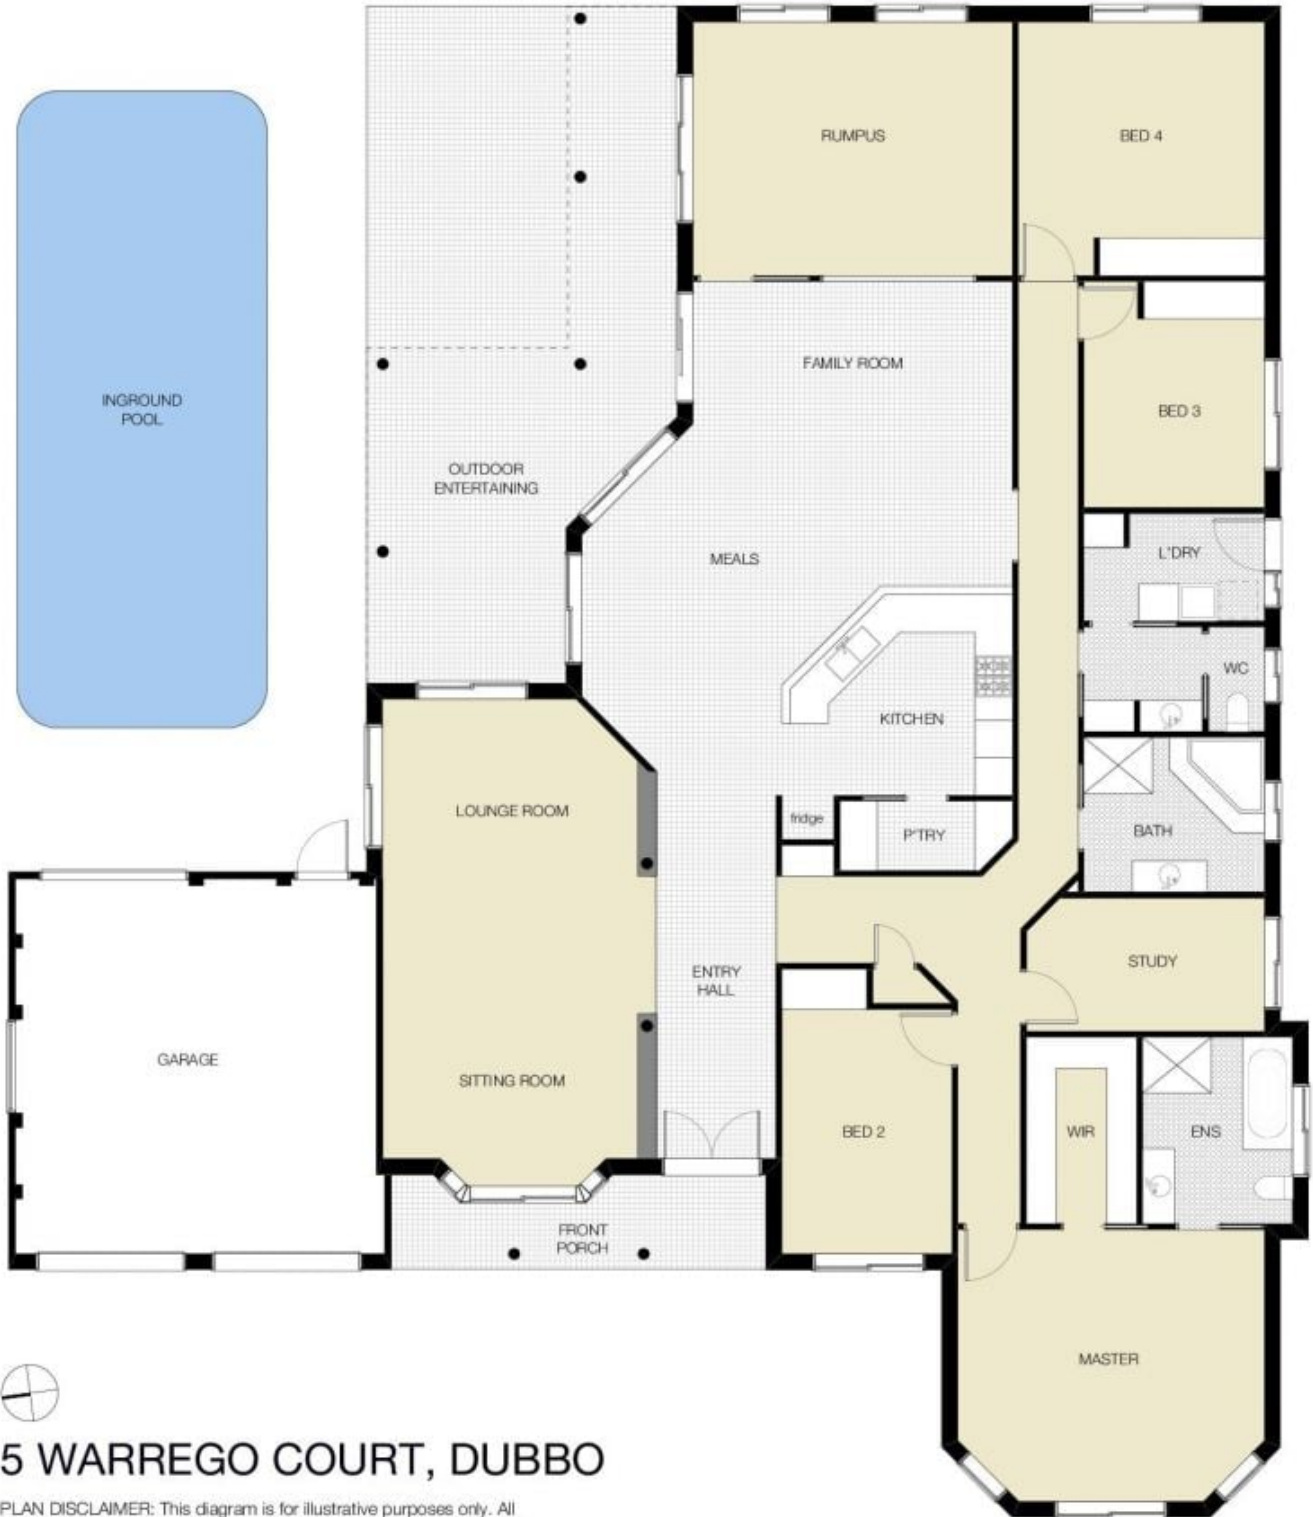 RUMPUS
BED 4
FAMILY ROOM
INGROUND
POOL
BED 3
OUTDOOR
ENTERTAINING
MEALS
L'DRY
WC
KITCHEN
LOUNGE ROOM
fridge
P'TRY
BATH
STUDY
ENTRY
HALL
GARAGE
SITTING ROOM
BED 2
WIR
ENS
FRONT
PORCH
MASTER
5 WARREGO COURT, DUBBO
PLAN DISCLAIMER: This diagram is for illustrative purposes only. All